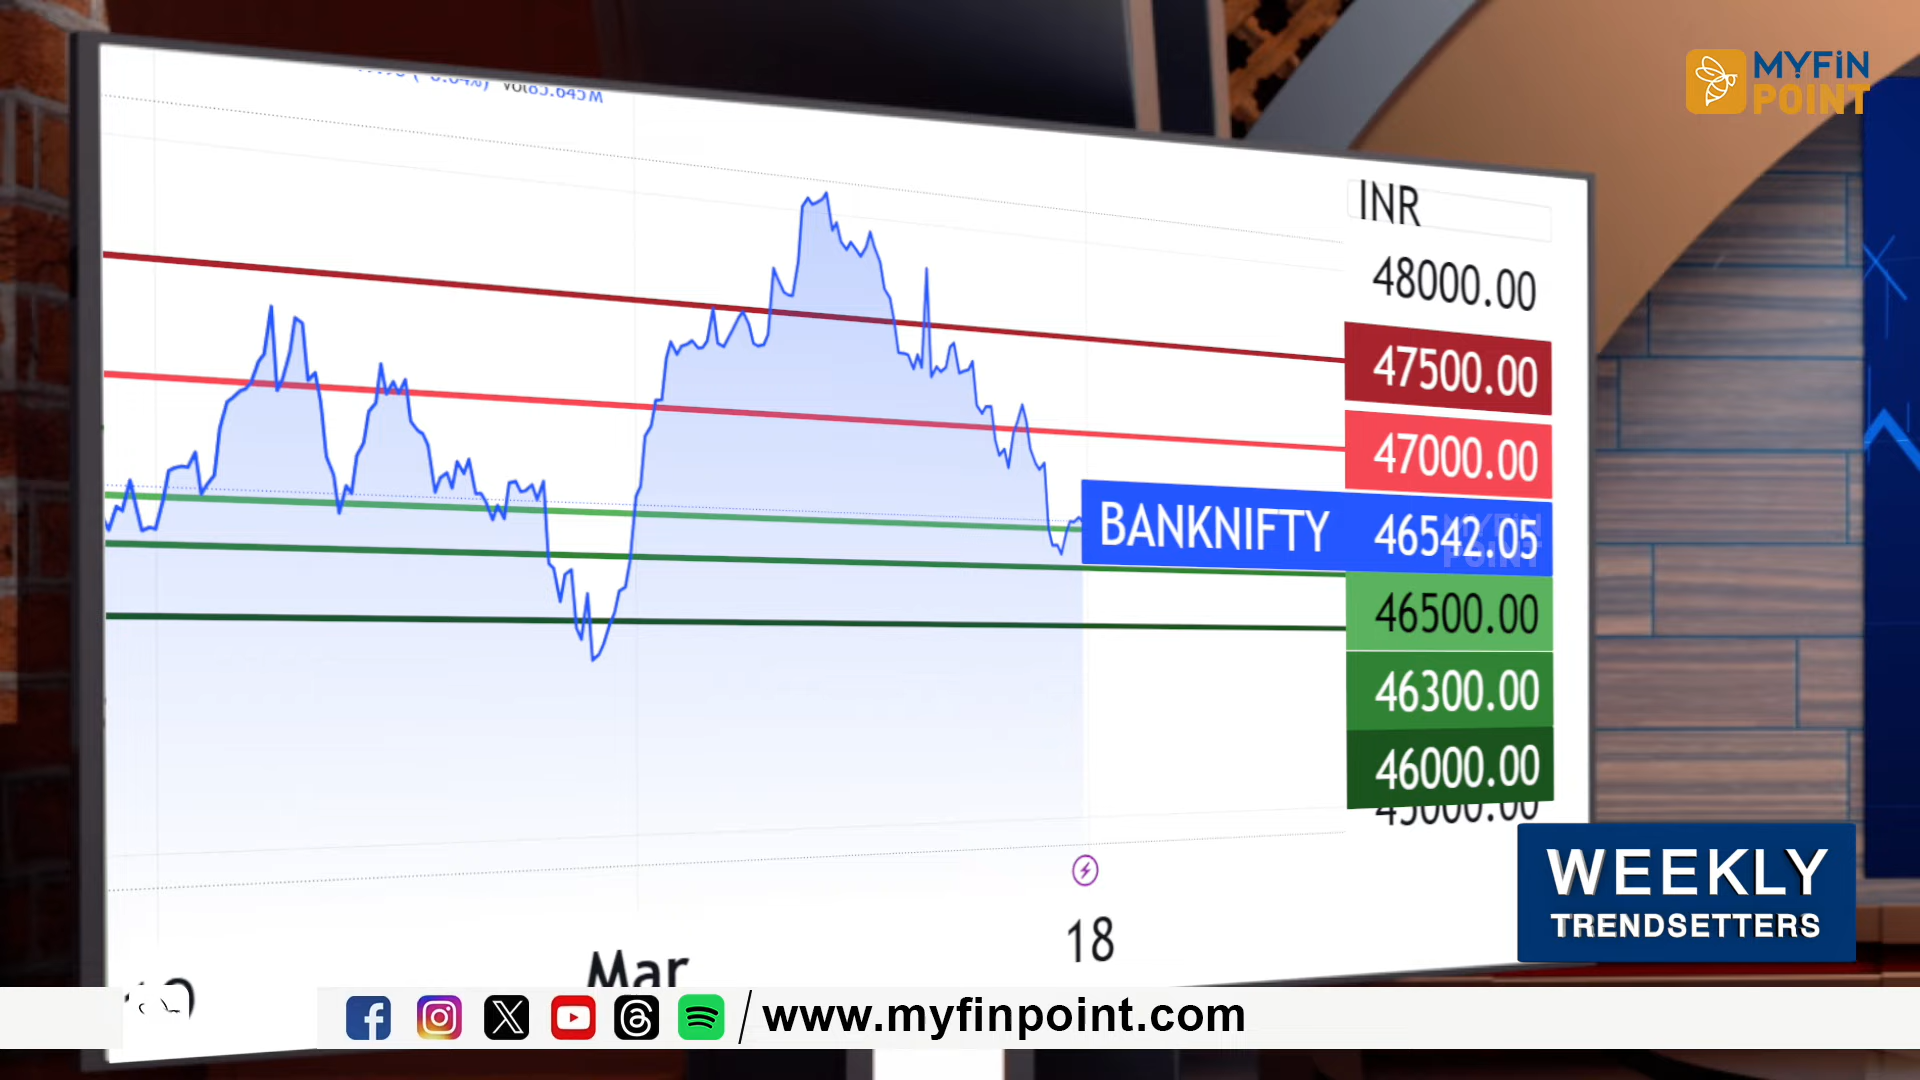 MYFiN
POINT
INR
48000.00
47500.00
47000.00
BANKNIFTY 46542.05
46500.00
46300.00
46000.00
WEEKLY
TRENDSETTERS
Mar
18
www.myfinpoint.com